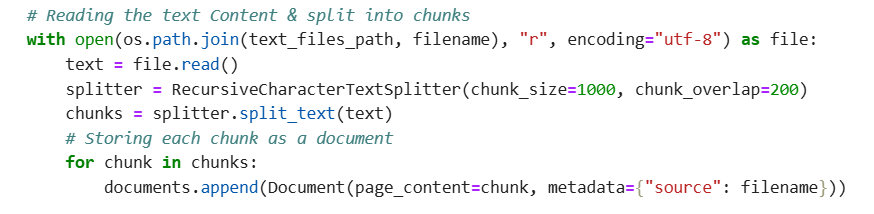 # Reading the text Content & split into chunks
with open(os.path.join(text_files_path, filename), "r", encoding="utf-8") as file:
    text = file.read()
    splitter = RecursiveCharacterTextSplitter(chunk_size=1000, chunk_overlap=200)
    chunks = splitter.split_text(text)
    # Storing each chunk as a document
    for chunk in chunks:
        documents.append(Document(page_content=chunk, metadata={"source": filename}))